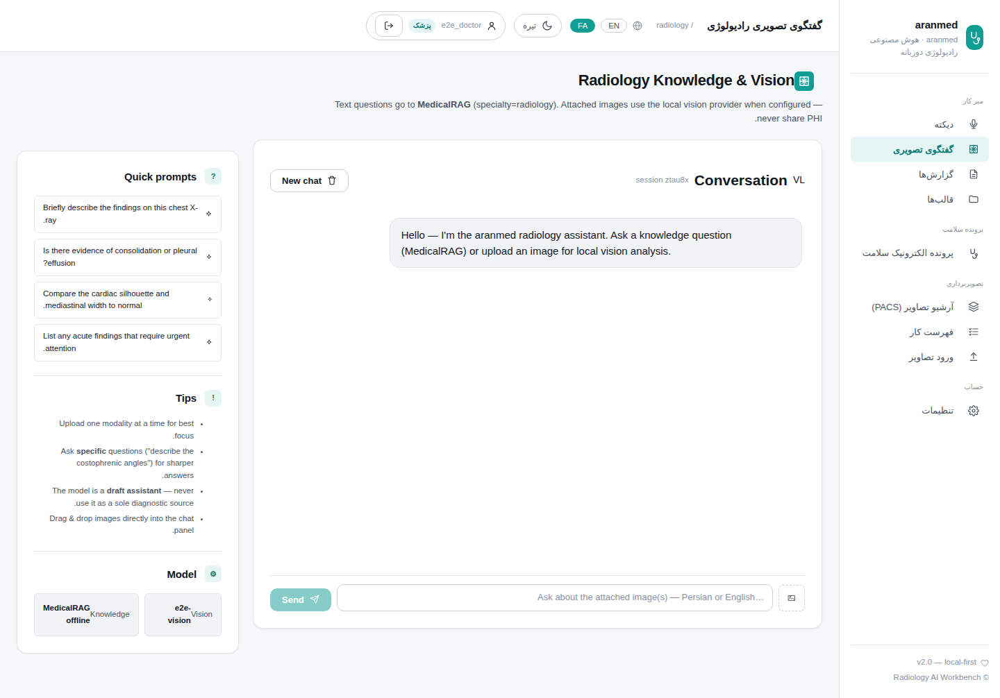 aranmed
aranmed · هوش مصنوعی
رادیولوژی دوزبانه
میز کار
دیکته
گفتگوی تصویری
گزارش‌ها
قالب‌ها
پرونده سلامت
پرونده الکترونیک سلامت
تصویربرداری
آرشیو تصاویر (PACS)
فهرست کار
ورود تصاویر
حساب
تنظیمات
v2.0 — local-first
Radiology AI Workbench ©
گفتگوی تصویری رادیولوژی
radiology /
EN
FA
تیره
e2e_doctor
پزشک
Radiology Knowledge & Vision
Text questions go to MedicalRAG (specialty=radiology). Attached images use the local vision provider when configured —
.never share PHI
VL Conversation session ztau8x
New chat
Hello — I'm the aranmed radiology assistant. Ask a knowledge question
(MedicalRAG) or upload an image for local vision analysis.
Ask about the attached image(s) — Persian or English…
Send
? Quick prompts
Briefly describe the findings on this chest X-
.ray
Is there evidence of consolidation or pleural
?effusion
Compare the cardiac silhouette and
.mediastinal width to normal
List any acute findings that require urgent
.attention
! Tips
Upload one modality at a time for best
.focus
Ask specific questions ("describe the
costophrenic angles") for sharper
.answers
The model is a draft assistant — never
.use it as a sole diagnostic source
Drag & drop images directly into the chat
.panel
Model
Vision
e2e-
vision
Knowledge
MedicalRAG
offline